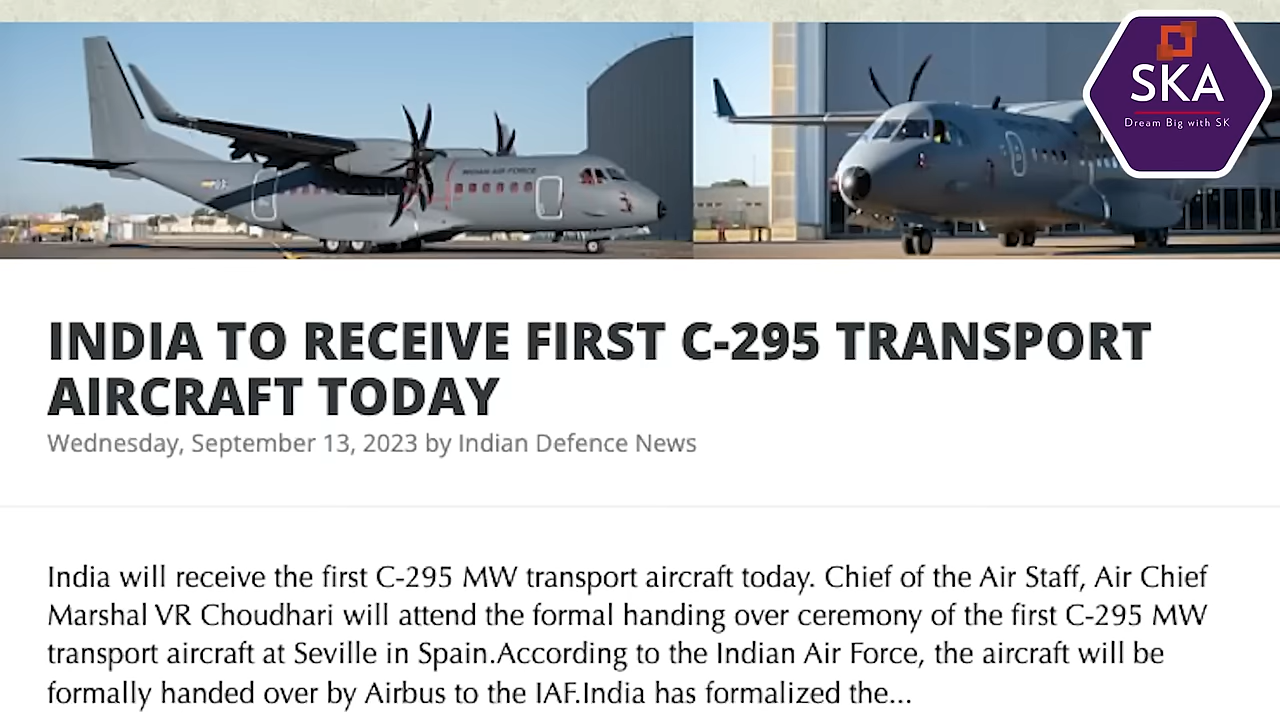 SKA
Dream Big with SK
INDIAN AIR FORCE
INDIA TO RECEIVE FIRST C-295 TRANSPORT
AIRCRAFT TODAY
Wednesday, September 13, 2023 by Indian Defence News
India will receive the first C-295 MW transport aircraft today. Chief of the Air Staff, Air Chief
Marshal VR Choudhari will attend the formal handing over ceremony of the first C-295 MW
transport aircraft at Seville in Spain.According to the Indian Air Force, the aircraft will be
formally handed over by Airbus to the IAF.India has formalized the...